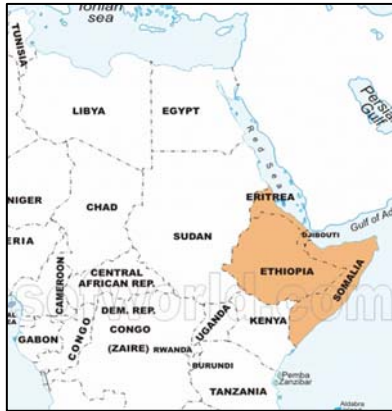 Ionian
sea
TUNISIA
LIBYA
EGYPT
Persian
Gulf
Red Sea
NIGER
CHAD
ERITREA
SUDAN
DJIBOUTI
Gulf of Ad
ERIA
ETHIOPIA
SOMALIA
CAMEROON
CENTRAL
AFRICAN REP.
DEM. REP.
CONGO
(ZAIRE)
CONGO
GABON
UGANDA
KENYA
RWANDA
BURUNDI
Pemba
Zanzibar
TANZANIA
Aldabra
world.com